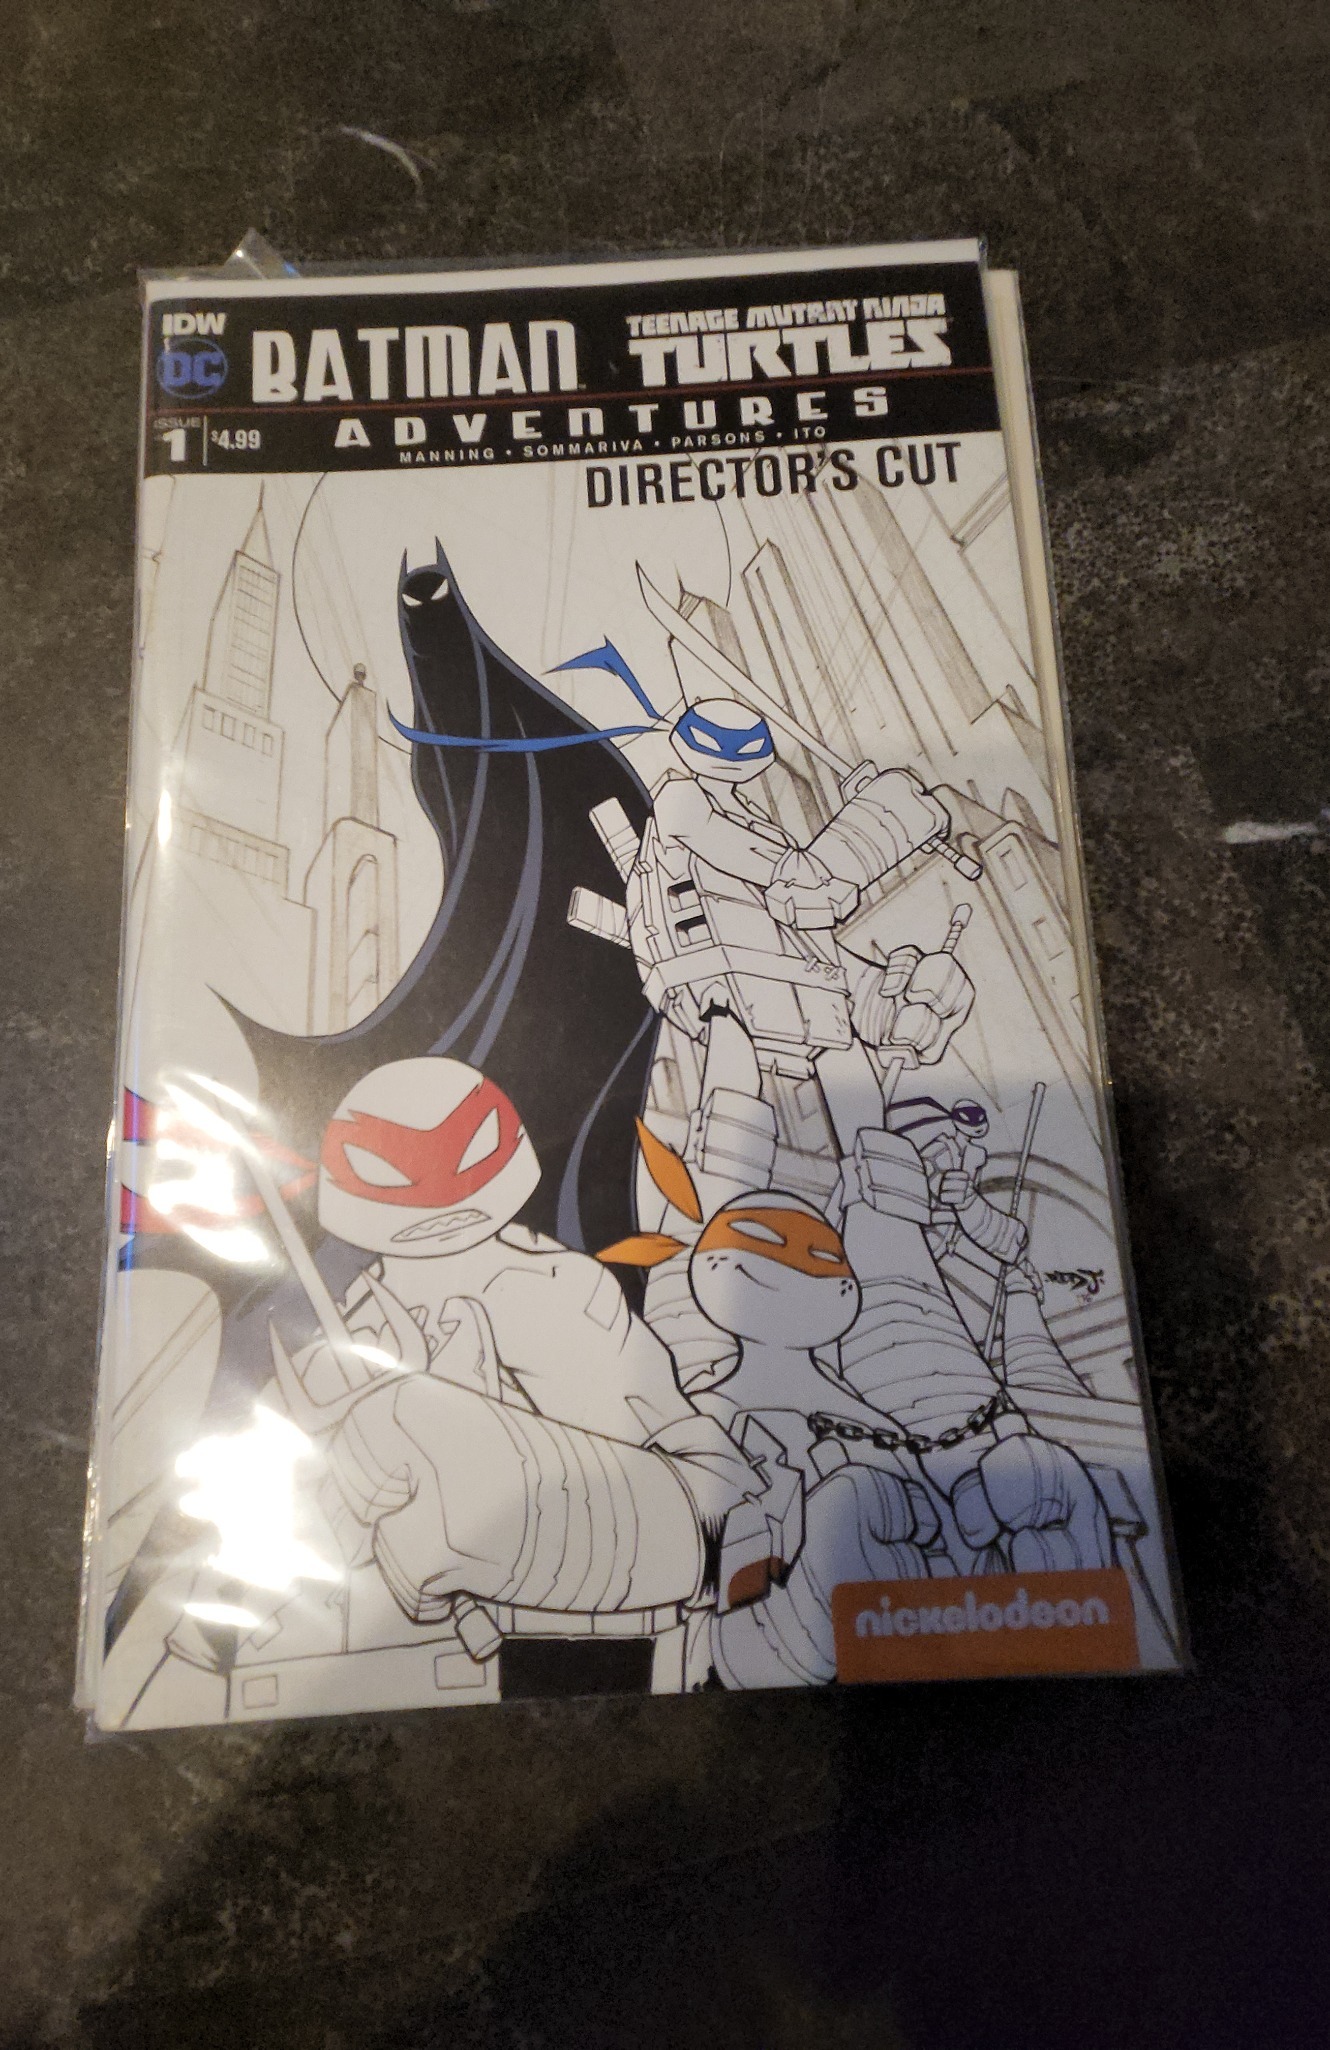 IDW
DC
BATMAN
TEENAGE MUTANT NINJA
TURTLES
ADVENTURES
ISSUE
1
$4.99
MANNING • SOMMARIVA • PARSONS • ITO
DIRECTOR'S CUT
nickelodeon